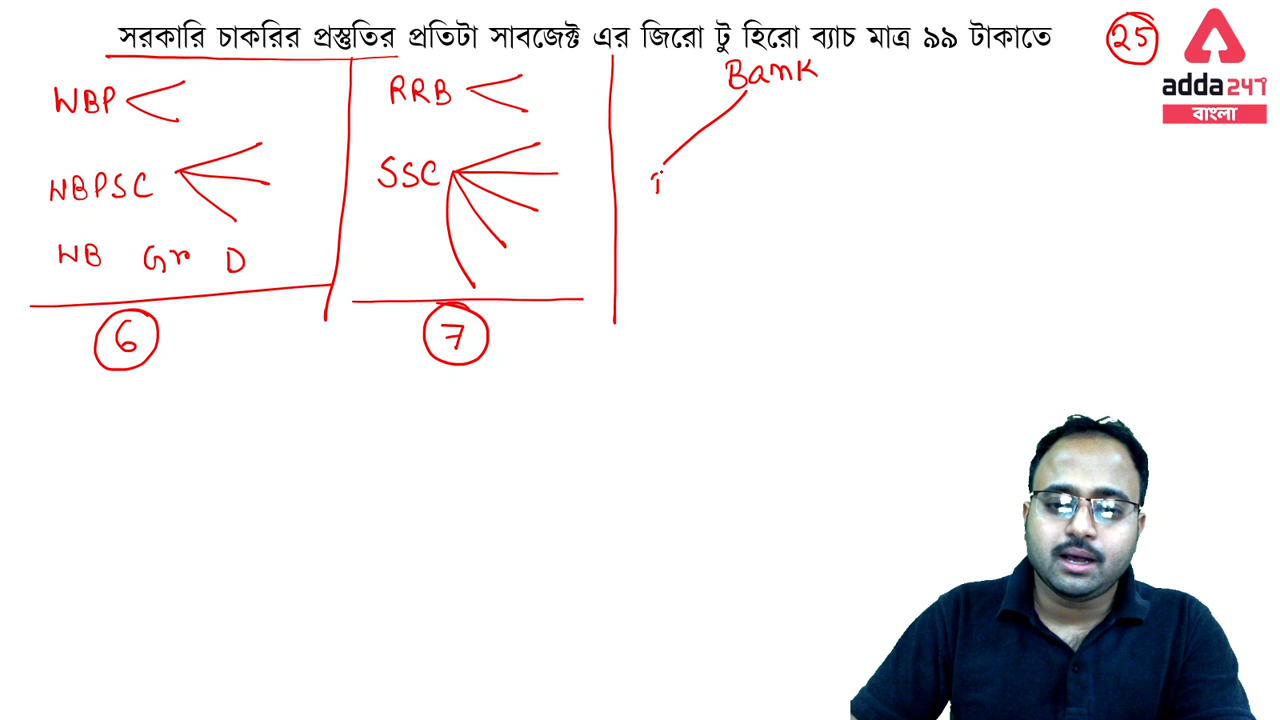 সরকারি চাকরির প্রস্তুতির প্রতিটা সাবজেক্ট এর জিরো টু হিরো ব্যাচ মাত্র ৯৯ টাকাতে
25
adda247
বাংলা
WBP
WBPSC
WB Gr D
6
RRB
SSC
7
Bank